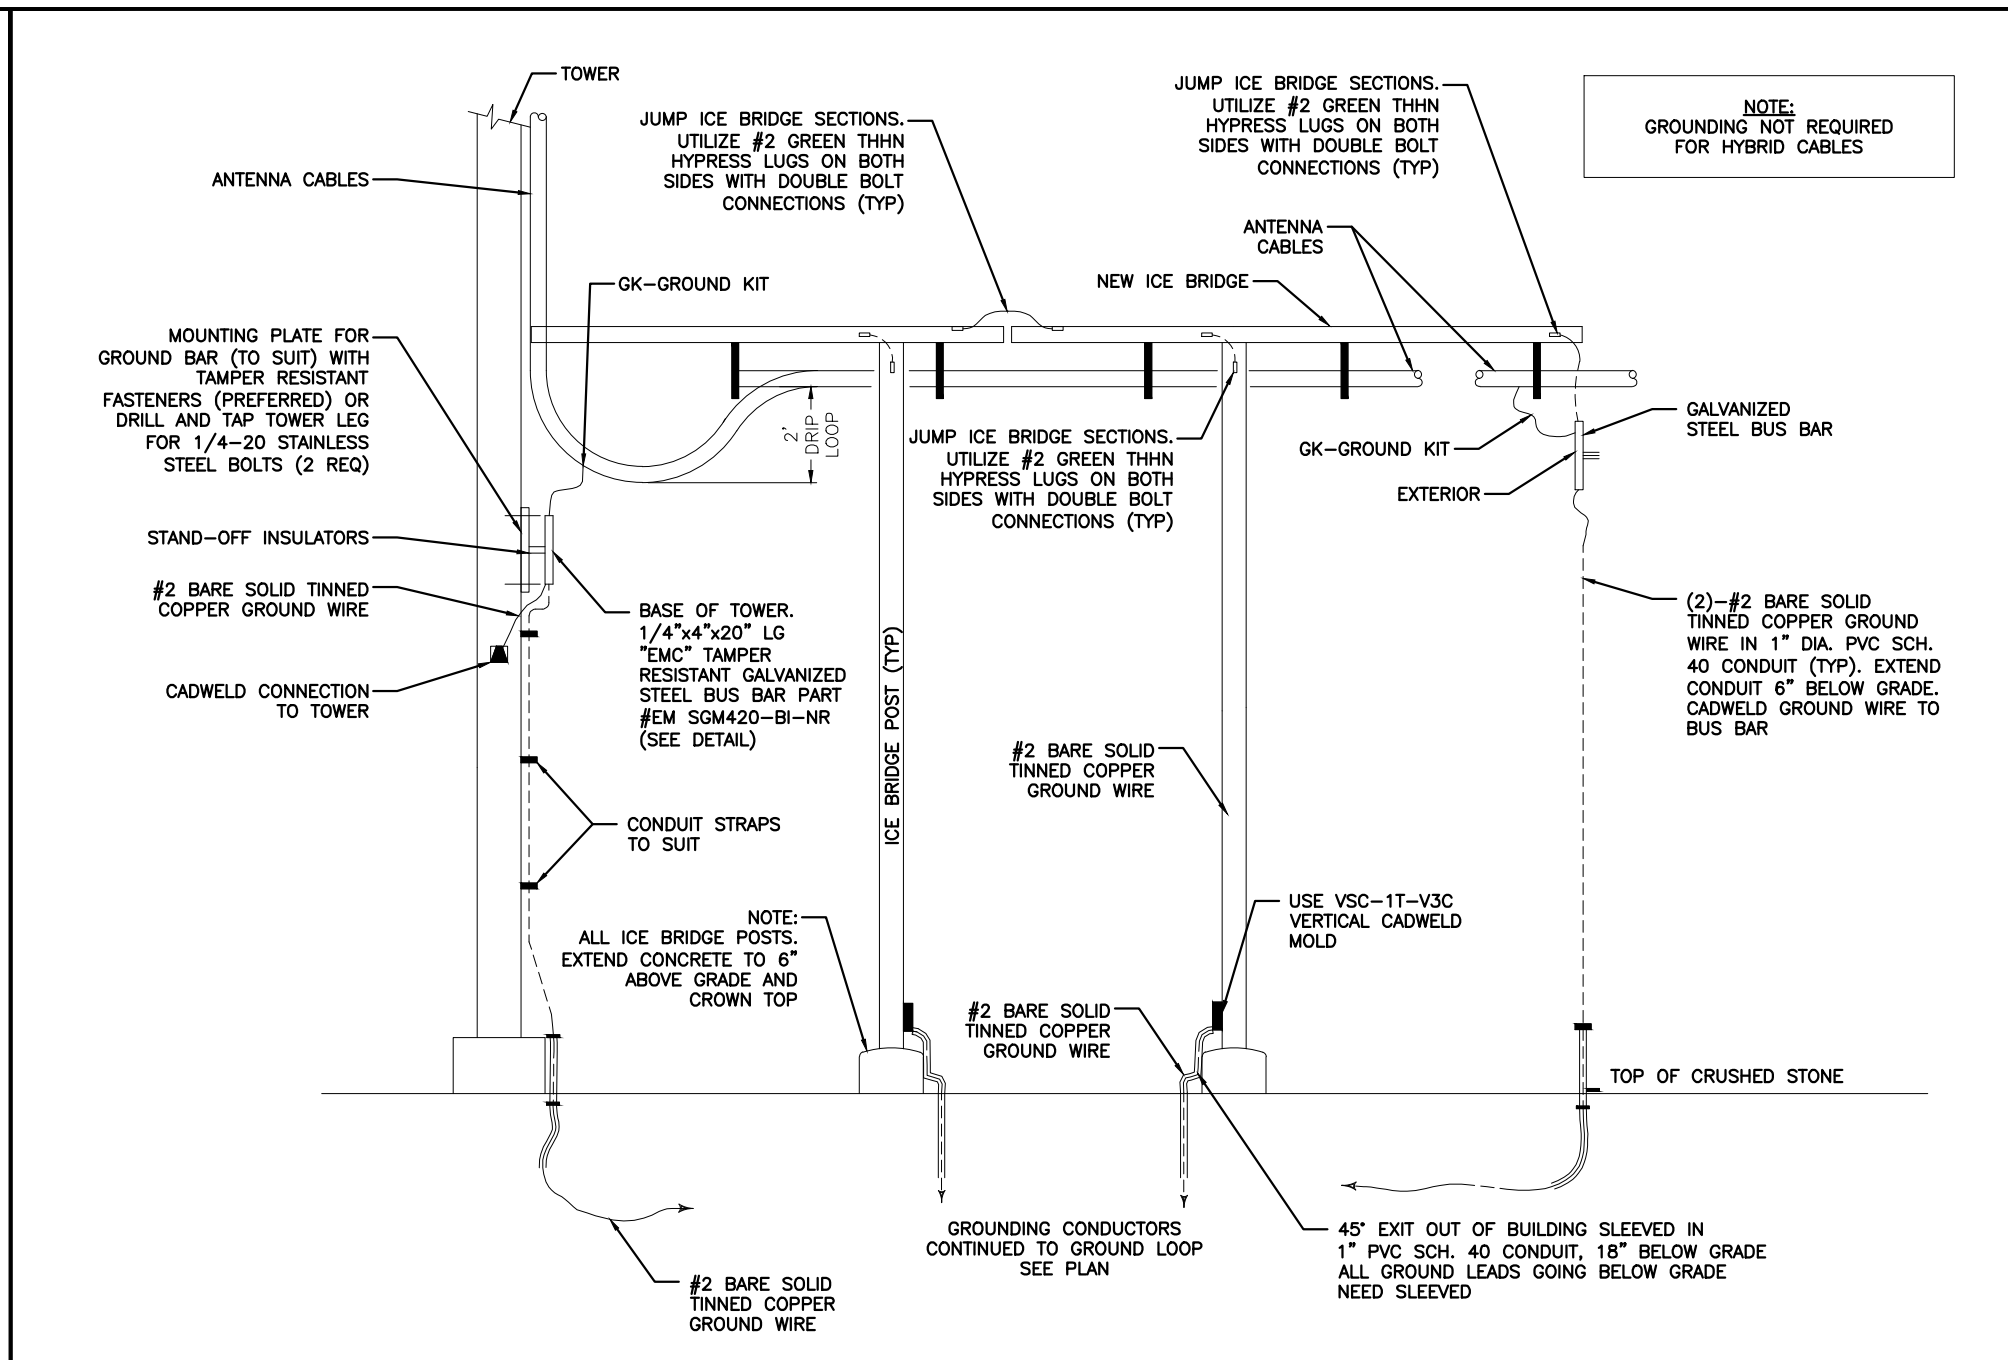 TOWER
JUMP ICE BRIDGE SECTIONS.
UTILIZE #2 GREEN THHN
HYPRESS LUGS ON BOTH
SIDES WITH DOUBLE BOLT
CONNECTIONS (TYP)
JUMP ICE BRIDGE SECTIONS.
UTILIZE #2 GREEN THHN
HYPRESS LUGS ON BOTH
SIDES WITH DOUBLE BOLT
CONNECTIONS (TYP)
NOTE:
GROUNDING NOT REQUIRED
FOR HYBRID CABLES
ANTENNA CABLES
ANTENNA
CABLES
GK-GROUND KIT
NEW ICE BRIDGE
MOUNTING PLATE FOR
GROUND BAR (TO SUIT) WITH
TAMPER RESISTANT
FASTENERS (PREFERRED) OR
DRILL AND TAP TOWER LEG
FOR 1/4-20 STAINLESS
STEEL BOLTS (2 REQ)
2'
DRIP
LOOP
JUMP ICE BRIDGE SECTIONS.
UTILIZE #2 GREEN THHN
HYPRESS LUGS ON BOTH
SIDES WITH DOUBLE BOLT
CONNECTIONS (TYP)
GK-GROUND KIT
EXTERIOR
GALVANIZED
STEEL BUS BAR
STAND-OFF INSULATORS
#2 BARE SOLID TINNED
COPPER GROUND WIRE
CADWELD CONNECTION
TO TOWER
BASE OF TOWER.
1/4"x4"x20" LG
"EMC" TAMPER
RESISTANT GALVANIZED
STEEL BUS BAR PART
#EM SGM420-BI-NR
(SEE DETAIL)
ICE BRIDGE POST (TYP)
(2)-#2 BARE SOLID
TINNED COPPER GROUND
WIRE IN 1" DIA. PVC SCH.
40 CONDUIT (TYP). EXTEND
CONDUIT 6" BELOW GRADE.
CADWELD GROUND WIRE TO
BUS BAR
#2 BARE SOLID
TINNED COPPER
GROUND WIRE
CONDUIT STRAPS
TO SUIT
NOTE:
ALL ICE BRIDGE POSTS.
EXTEND CONCRETE TO 6"
ABOVE GRADE AND
CROWN TOP
USE VSC-1T-V3C
VERTICAL CADWELD
MOLD
#2 BARE SOLID
TINNED COPPER
GROUND WIRE
TOP OF CRUSHED STONE
GROUNDING CONDUCTORS
CONTINUED TO GROUND LOOP
SEE PLAN
45° EXIT OUT OF BUILDING SLEEVED IN
1" PVC SCH. 40 CONDUIT, 18" BELOW GRADE
ALL GROUND LEADS GOING BELOW GRADE
NEED SLEEVED
#2 BARE SOLID
TINNED COPPER
GROUND WIRE